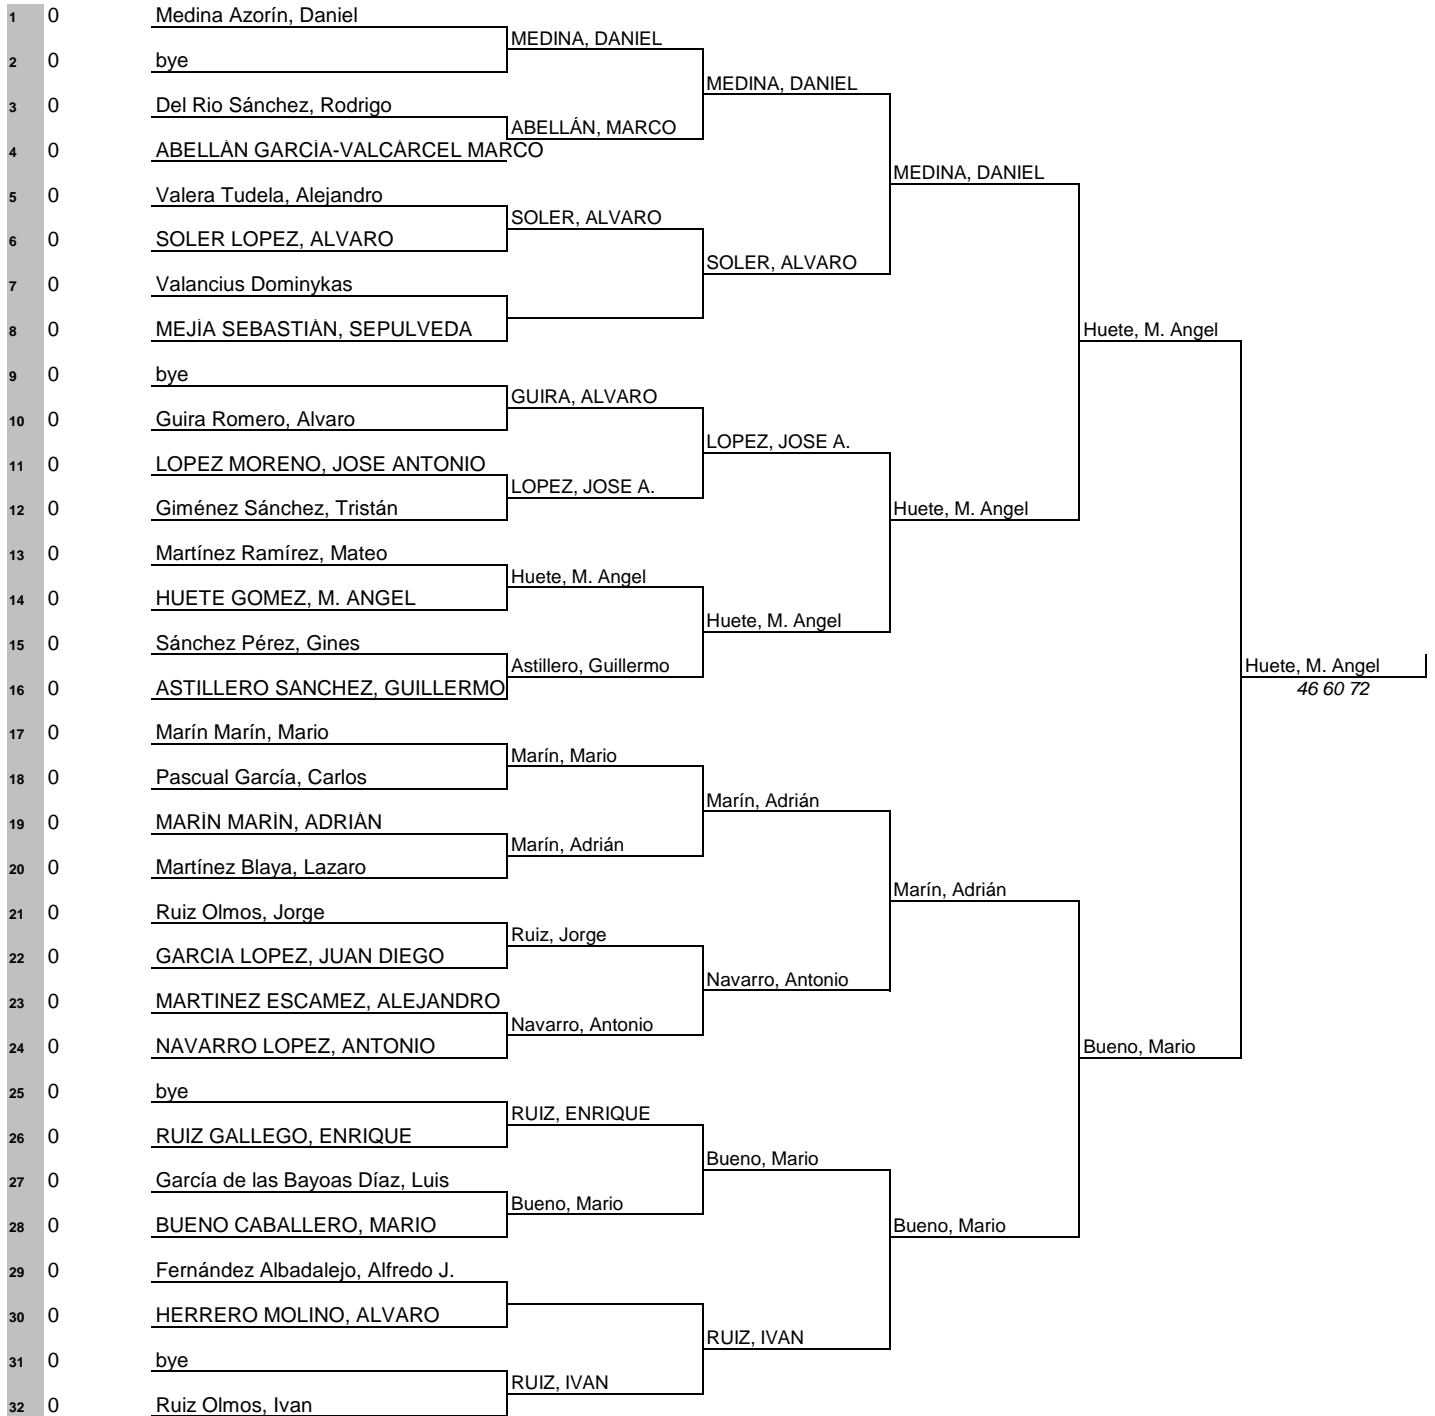 1 0 Medina Azorín, Daniel
MEDINA, DANIEL
2 0 bye
MEDINA, DANIEL
3 0 Del Rio Sánchez, Rodrigo
ABELLÁN, MARCO
4 0 ABELLÁN GARCÍA-VALCÁRCEL MARCO
MEDINA, DANIEL
5 0 Valera Tudela, Alejandro
SOLER, ALVARO
6 0 SOLER LOPEZ, ALVARO
SOLER, ALVARO
7 0 Valancius Dominykas
8 0 MEJÍA SEBASTIÁN, SEPULVEDA
Huete, M. Angel
9 0 bye
GUIRA, ALVARO
10 0 Guira Romero, Alvaro
LOPEZ, JOSE A.
11 0 LOPEZ MORENO, JOSE ANTONIO
LOPEZ, JOSE A.
12 0 Giménez Sánchez, Tristán
Huete, M. Angel
13 0 Martínez Ramírez, Mateo
Huete, M. Angel
14 0 HUETE GOMEZ, M. ANGEL
Huete, M. Angel
15 0 Sánchez Pérez, Gines
Astillero, Guillermo
Huete, M. Angel
16 0 ASTILLERO SANCHEZ, GUILLERMO
46 60 72
17 0 Marín Marín, Mario
Marín, Mario
18 0 Pascual García, Carlos
Marín, Adrián
19 0 MARÍN MARÍN, ADRIÁN
Marín, Adrián
20 0 Martínez Blaya, Lazaro
Marín, Adrián
21 0 Ruiz Olmos, Jorge
Ruiz, Jorge
22 0 GARCIA LOPEZ, JUAN DIEGO
Navarro, Antonio
23 0 MARTINEZ ESCAMEZ, ALEJANDRO
Navarro, Antonio
24 0 NAVARRO LOPEZ, ANTONIO
Bueno, Mario
25 0 bye
RUIZ, ENRIQUE
26 0 RUIZ GALLEGO, ENRIQUE
Bueno, Mario
27 0 García de las Bayoas Díaz, Luis
Bueno, Mario
28 0 BUENO CABALLERO, MARIO
Bueno, Mario
29 0 Fernández Albadalejo, Alfredo J.
30 0 HERRERO MOLINO, ALVARO
RUIZ, IVAN
31 0 bye
RUIZ, IVAN
32 0 Ruiz Olmos, Ivan